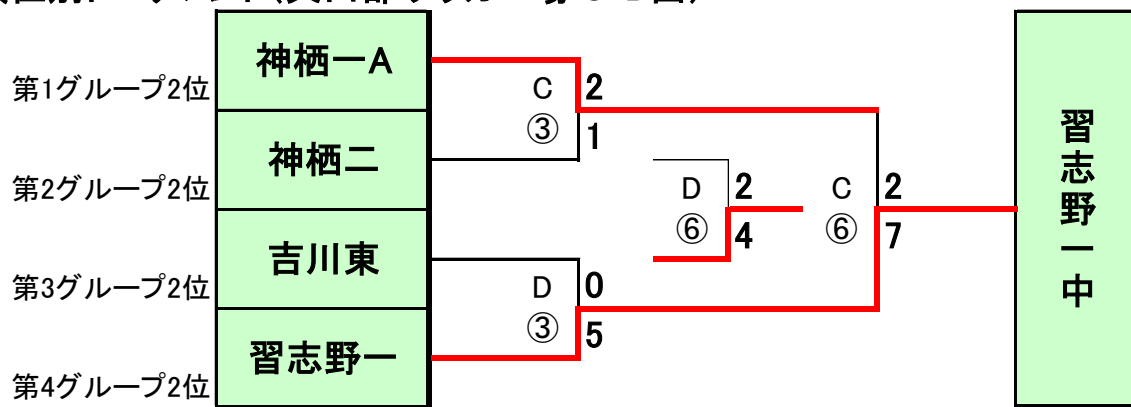 第1グループ2位
神栖一A
第2グループ2位
神栖二
第3グループ2位
吉川東
第4グループ2位
習志野一
C
③
2
1
D
③
0
5
D
⑥
2
4
C
⑥
2
7
習志野一中